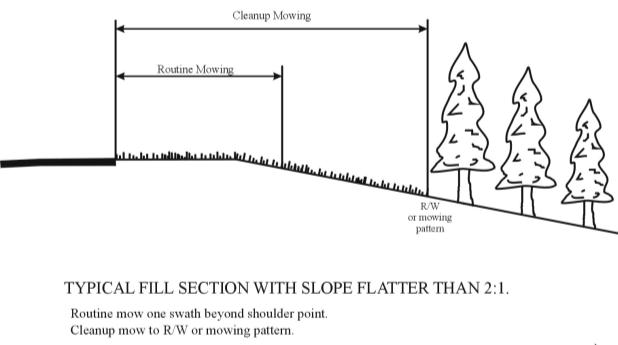 Cleanup Mowing
Routine Mowing
R/W
or mowing
pattern
TYPICAL FILL SECTION WITH SLOPE FLATTER THAN 2:1.
Routine mow one swath beyond shoulder point.
Cleanup mow to R/W or mowing pattern.